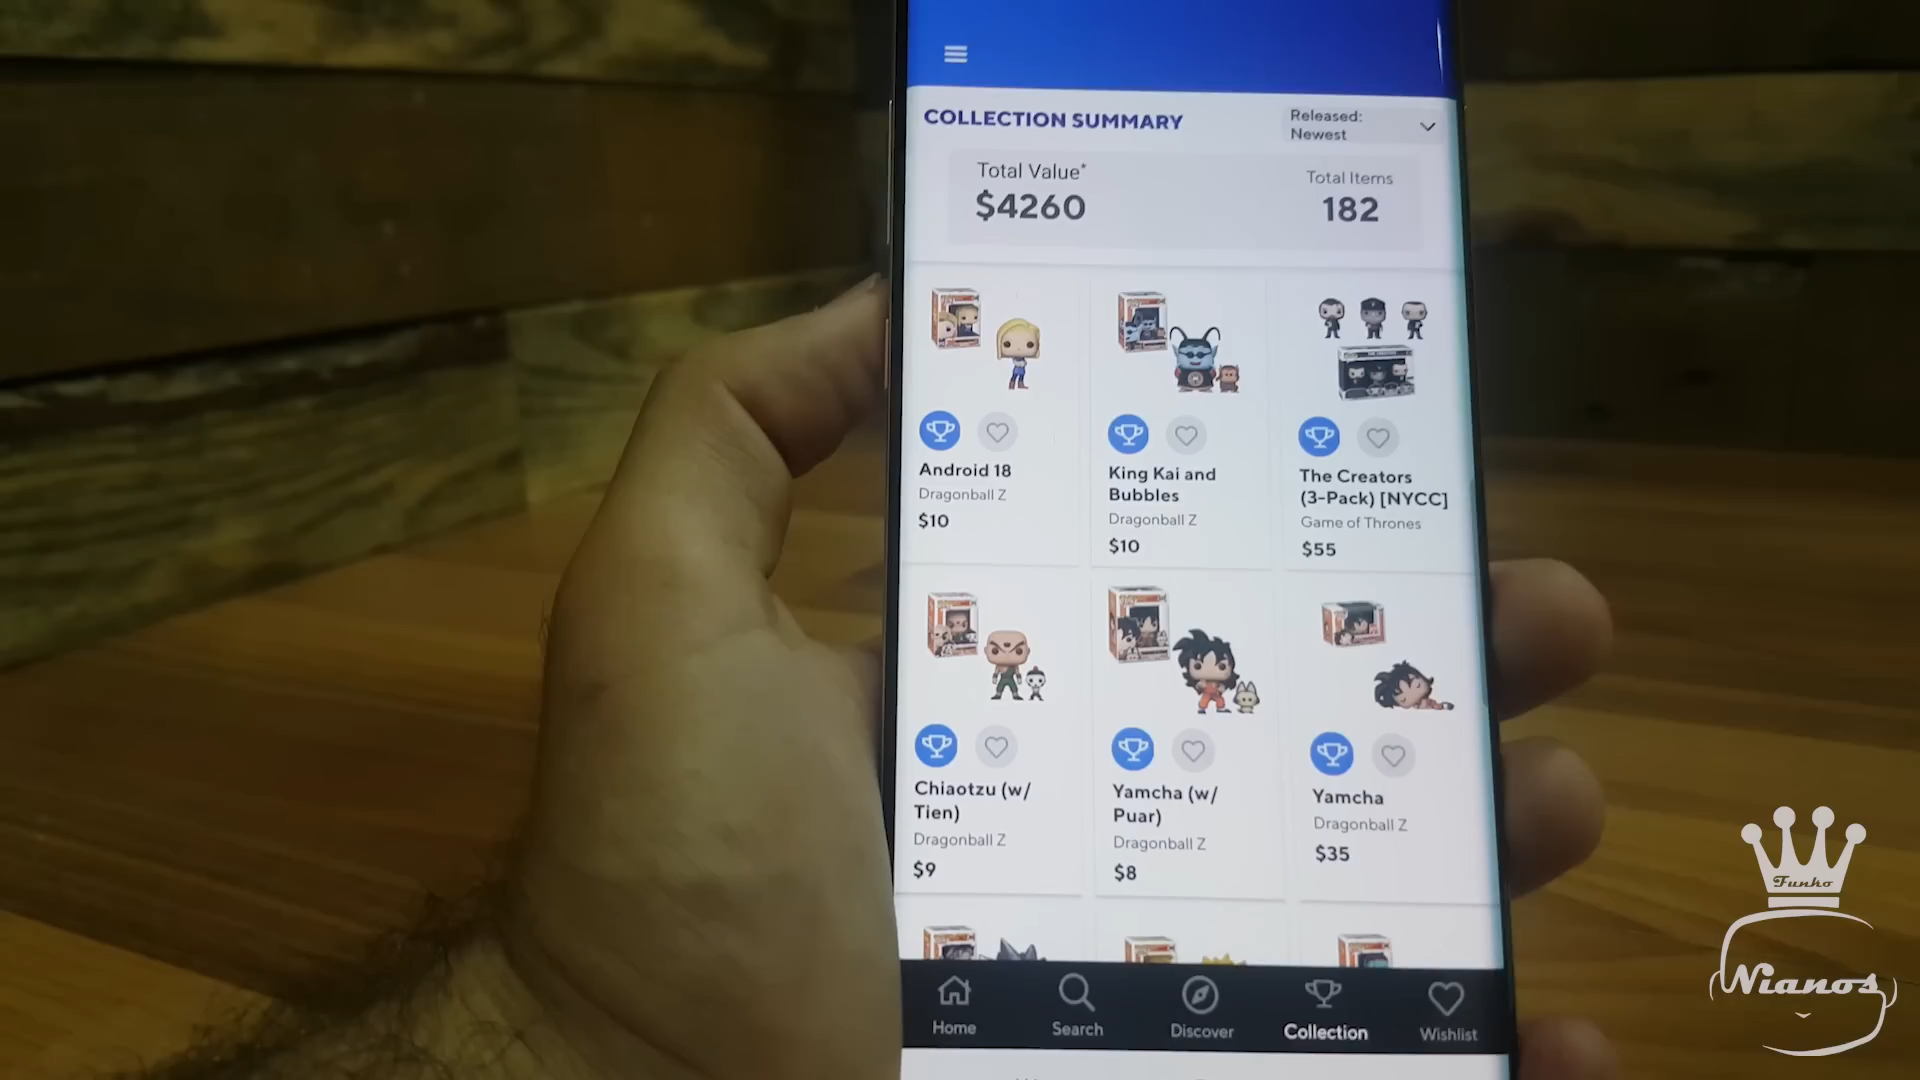 COLLECTION SUMMARY
Released:
Newest
Total Value*
$4260
Total Items
182
Android 18
Dragonball Z
$10
King Kai and
Bubbles
Dragonball Z
$10
The Creators
(3-Pack) [NYCC]
Game of Thrones
$55
Chiaotzu (w/
Tien)
Dragonball Z
$9
Yamcha (w/
Puar)
Dragonball Z
$8
Yamcha
Dragonball Z
$35
Home
Search
Discover
Collection
Wishlist
Funko
Nianos